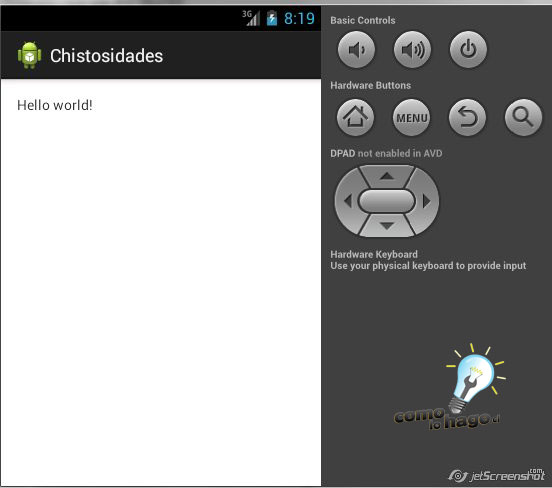 3G 8:19
Chistosidades
Hello world!
Basic Controls
Hardware Buttons
MENU
DPAD not enabled in AVD
Hardware Keyboard
Use your physical keyboard to provide input
como
lo hago.cl
jetScreenshot.com